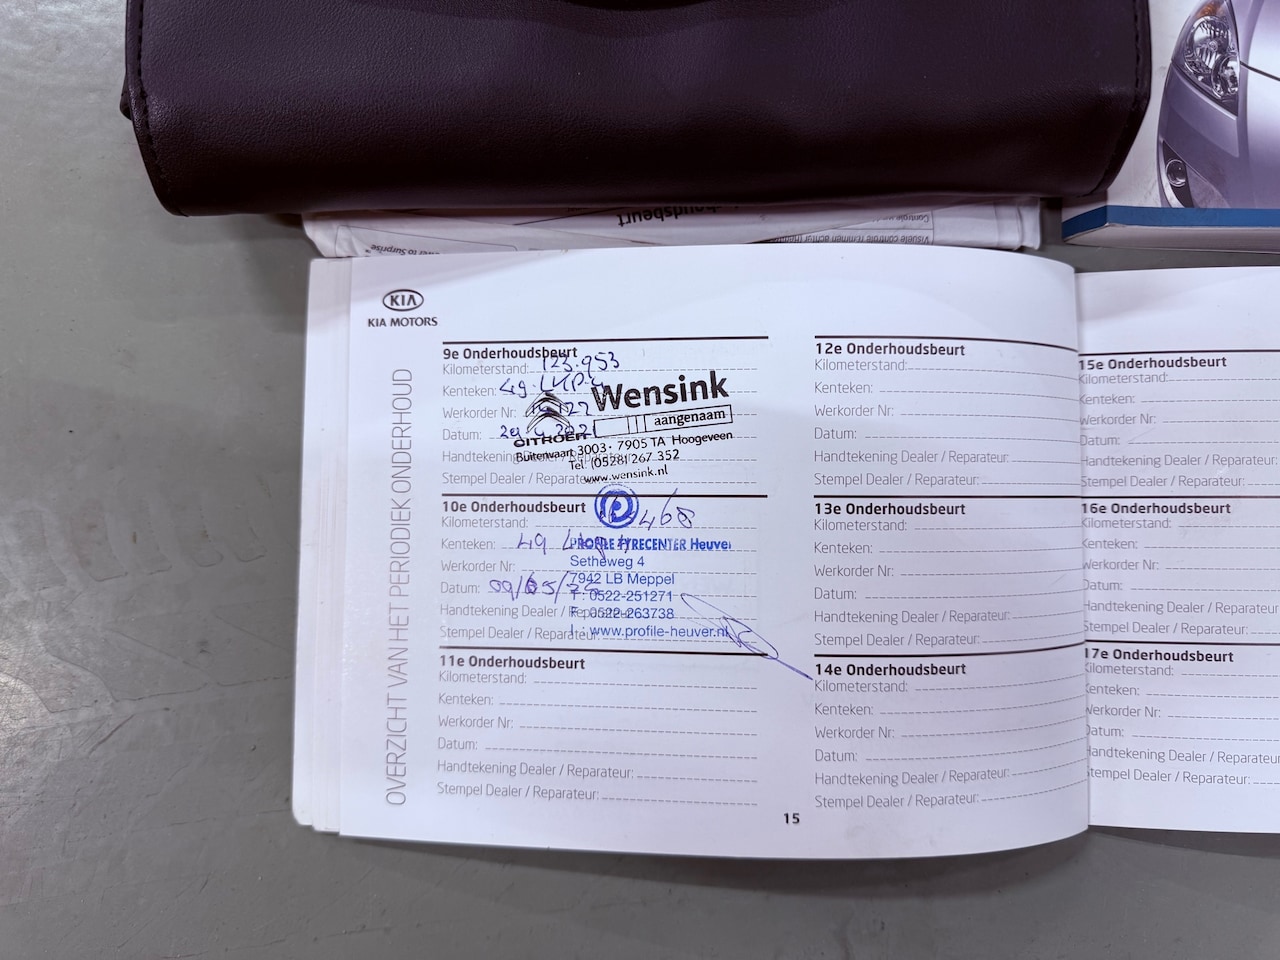 KIA
KIA MOTORS
OVERZICHT VAN HET PERIODIEK ONDERHOUD
9e Onderhoudsbeurt
Kilometerstand: 123.953
Kenteken: 49.
Werkorder Nr:
Datum:
Handtekening Dealer / Reparateur:
Stempel Dealer / Reparateur:
Wensink
aangenaam
CITROËN
Buitenvaart 3003 · 7905 TA Hoogeveen
Tel. (0528) 267 352
www.wensink.nl
10e Onderhoudsbeurt
Kilometerstand: 468
Kenteken: 49
Werkorder Nr:
Datum:
Handtekening Dealer / Reparateur:
Stempel Dealer / Reparateur:
PROFILE TYRECENTER Heuver
Setheweg 4
7942 LB Meppel
T : 0522-251271
F : 0522-263738
I : www.profile-heuver.nl
11e Onderhoudsbeurt
Kilometerstand:
Kenteken:
Werkorder Nr:
Datum:
Handtekening Dealer / Reparateur:
Stempel Dealer / Reparateur:
12e Onderhoudsbeurt
Kilometerstand:
Kenteken:
Werkorder Nr:
Datum:
Handtekening Dealer / Reparateur:
Stempel Dealer / Reparateur:
13e Onderhoudsbeurt
Kilometerstand:
Kenteken:
Werkorder Nr:
Datum:
Handtekening Dealer / Reparateur:
Stempel Dealer / Reparateur:
14e Onderhoudsbeurt
Kilometerstand:
Kenteken:
Werkorder Nr:
Datum:
Handtekening Dealer / Reparateur:
Stempel Dealer / Reparateur:
15
15e Onderhoudsbeurt
Kilometerstand:
Kenteken:
Werkorder Nr:
Datum:
Handtekening Dealer / Reparateur:
Stempel Dealer / Reparateur:
16e Onderhoudsbeurt
Kilometerstand:
Kenteken:
Werkorder Nr:
Datum:
Handtekening Dealer / Reparateur:
Stempel Dealer / Reparateur:
17e Onderhoudsbeurt
Kilometerstand:
Kenteken:
Werkorder Nr:
Datum:
Handtekening Dealer / Reparateur:
Stempel Dealer / Reparateur: